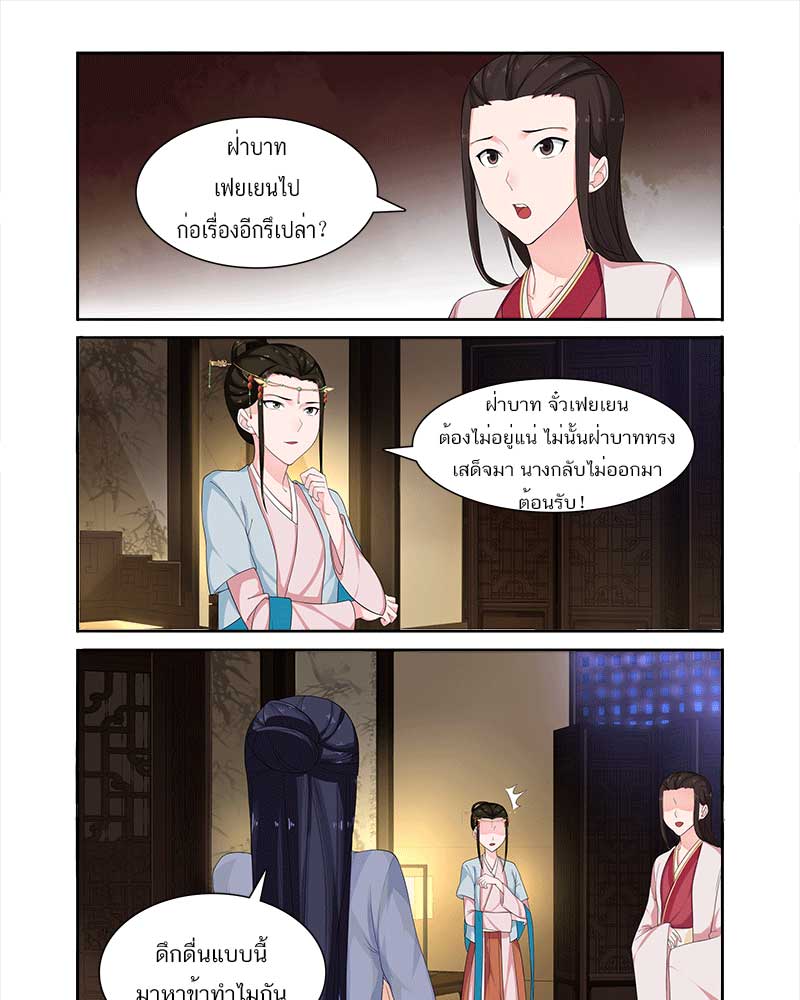 ฝ่าบาท
เฟยเยนไป
ก่อเรื่องอีกรึเปล่า?
ฝ่าบาท จั๋วเฟยเยน
ต้องไม่อยู่แน่ ไม่นั้นฝ่าบาททรง
เสด็จมา นางกลับไม่ออกมา
ต้อนรับ!
ดึกดื่นแบบนี้
มาหาข้าทำไมกัน